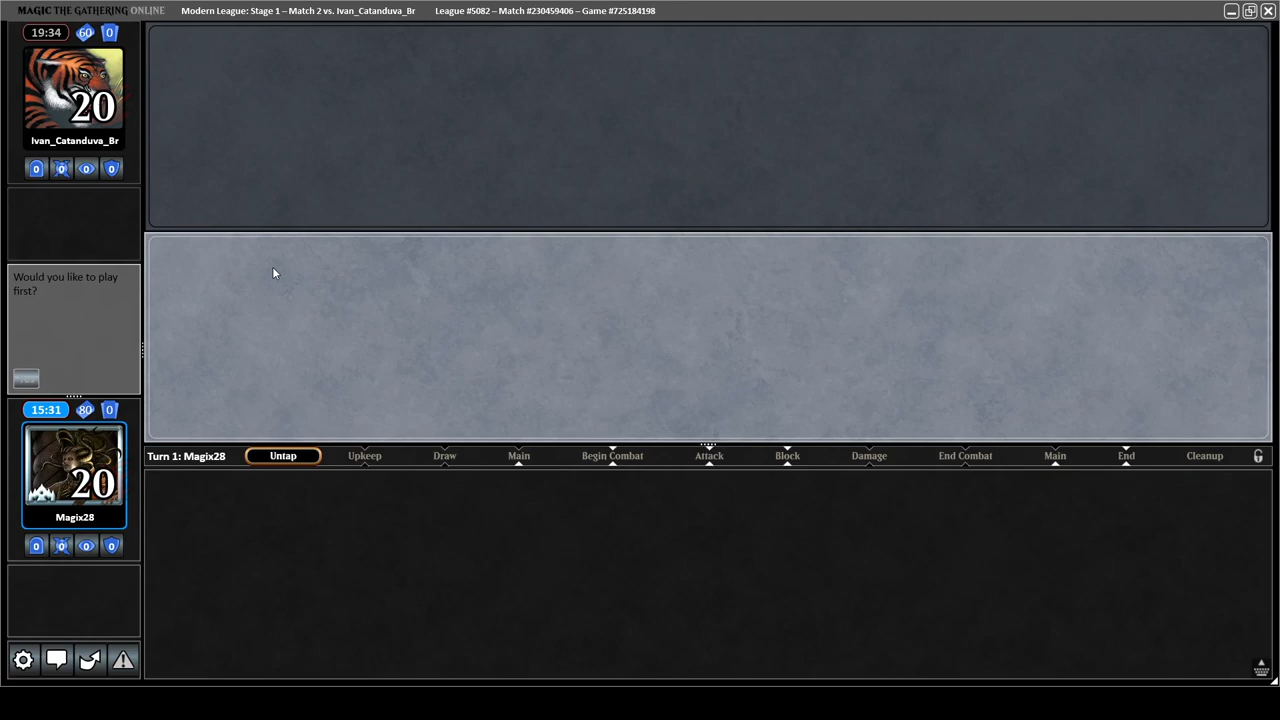 MAGIC THE GATHERING ONLINE Modern League: Stage 1 – Match 2 vs. Ivan_Catanduva_Br League #5082 – Match #230459406 – Game #725184198
19:34 60 0
20
Ivan_Catanduva_Br
0 0 0 0
Would you like to play
first?
15:31 80 0
Turn 1: Magix28 Untap Upkeep Draw Main Begin Combat Attack Block Damage End Combat Main End Cleanup
20
Magix28
0 0 0 0